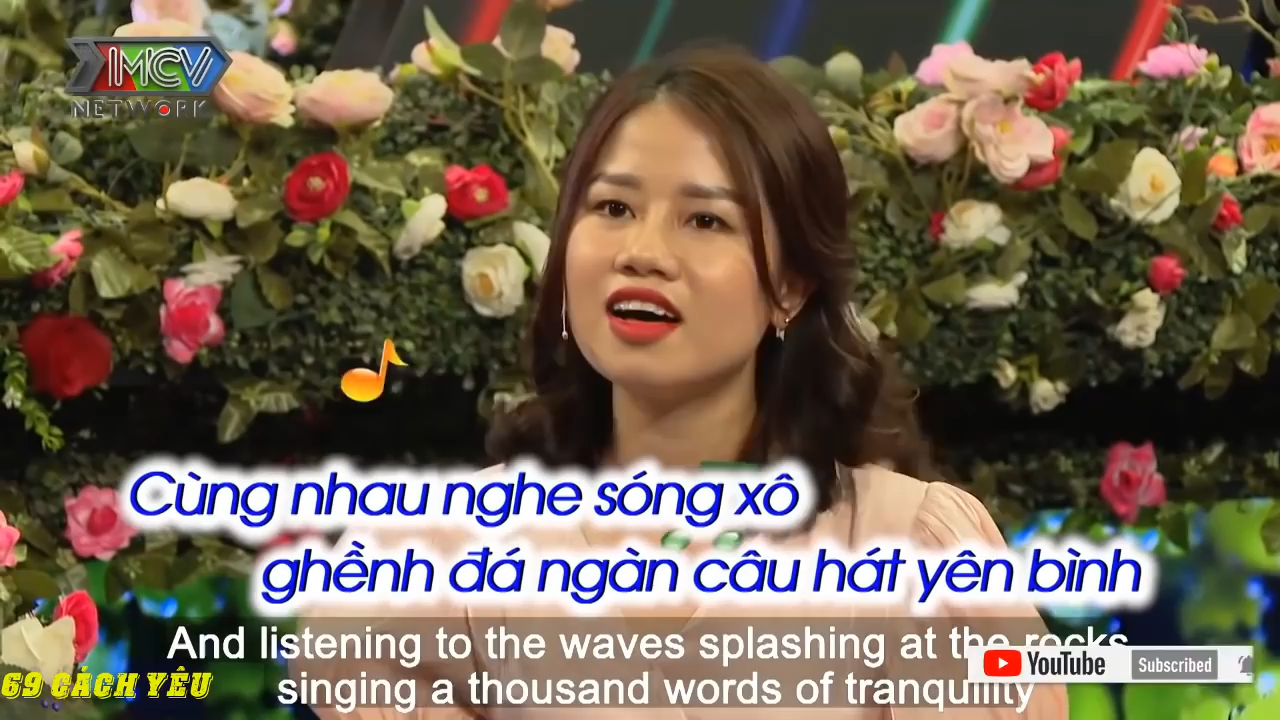 MCV
NETWORK
Cùng nhau nghe sóng xô
ghềnh đá ngàn câu hát yên bình
And listening to the waves splashing at the rocks
singing a thousand words of tranquility
YouTube
Subscribed
69 CÁCH YÊU